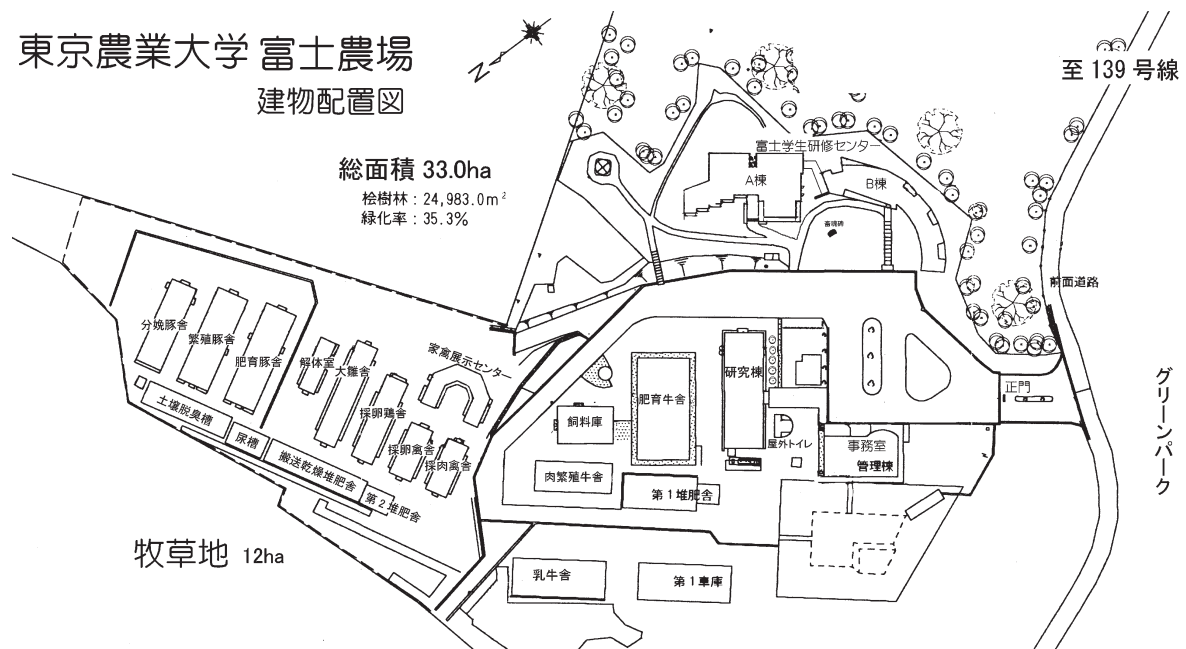 東京農業大学 富士農場
建物配置図
N
至 139 号線
総面積 33.0ha
桧樹林：24,983.0m²
緑化率：35.3%
富士学生研修センター
A棟
B棟
畜魂碑
前面道路
分娩豚舎
繁殖豚舎
肥育豚舎
解体室
大雛舎
採卵鶏舎
採卵禽舎
採肉禽舎
家禽展示センター
土壌脱臭槽
尿槽
搬送乾燥堆肥舎
第2堆肥舎
研究棟
肥育牛舎
飼料庫
肉繁殖牛舎
第1堆肥舎
屋外トイレ
事務室
管理棟
正門
グリーンパーク
牧草地 12ha
乳牛舎
第1車庫